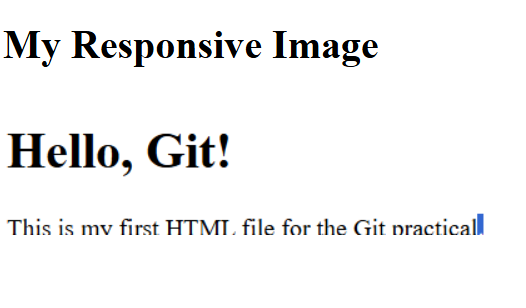 My Responsive Image
Hello, Git!
This is my first HTML file for the Git practical.